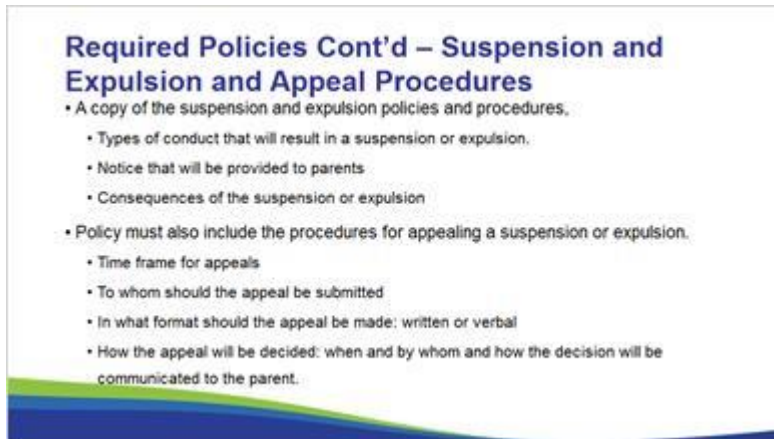 Required Policies Cont'd – Suspension and
Expulsion and Appeal Procedures
• A copy of the suspension and expulsion policies and procedures,
• Types of conduct that will result in a suspension or expulsion.
• Notice that will be provided to parents
• Consequences of the suspension or expulsion
• Policy must also include the procedures for appealing a suspension or expulsion.
• Time frame for appeals
• To whom should the appeal be submitted
• In what format should the appeal be made: written or verbal
• How the appeal will be decided: when and by whom and how the decision will be
communicated to the parent.